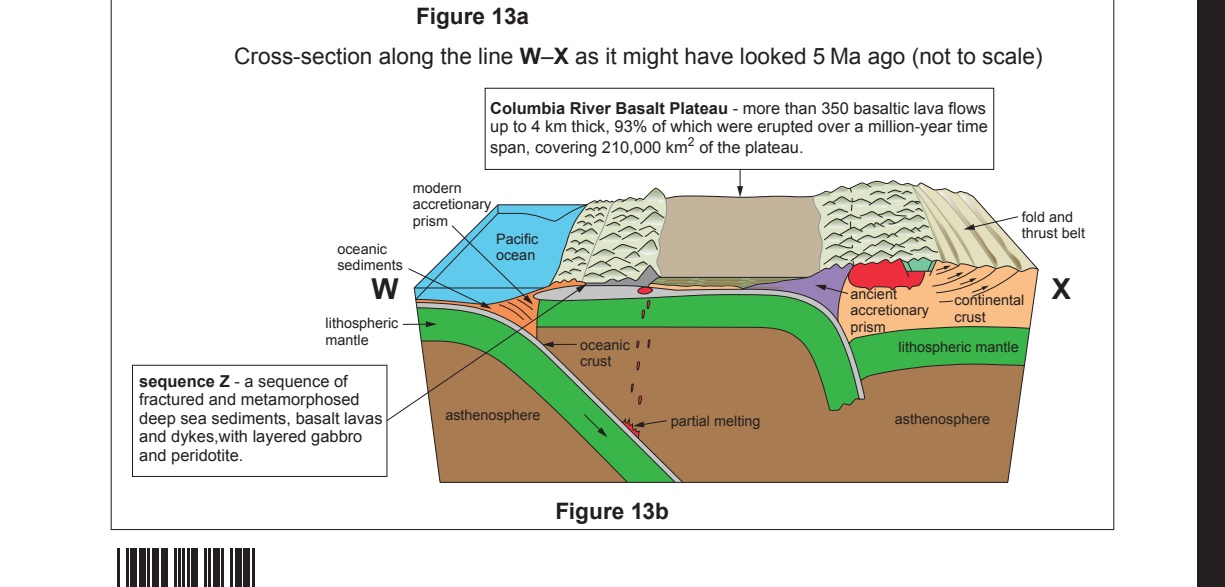 Figure 13a
Cross-section along the line W–X as it might have looked 5 Ma ago (not to scale)
Columbia River Basalt Plateau - more than 350 basaltic lava flows
up to 4 km thick, 93% of which were erupted over a million-year time
span, covering 210,000 km² of the plateau.
modern
accretionary
prism
oceanic
sediments
Pacific
ocean
fold and
thrust belt
W
X
ancient
accretionary
prism
continental
crust
lithospheric
mantle
oceanic
crust
lithospheric mantle
sequence Z - a sequence of
fractured and metamorphosed
deep sea sediments, basalt lavas
and dykes,with layered gabbro
and peridotite.
asthenosphere
partial melting
asthenosphere
Figure 13b